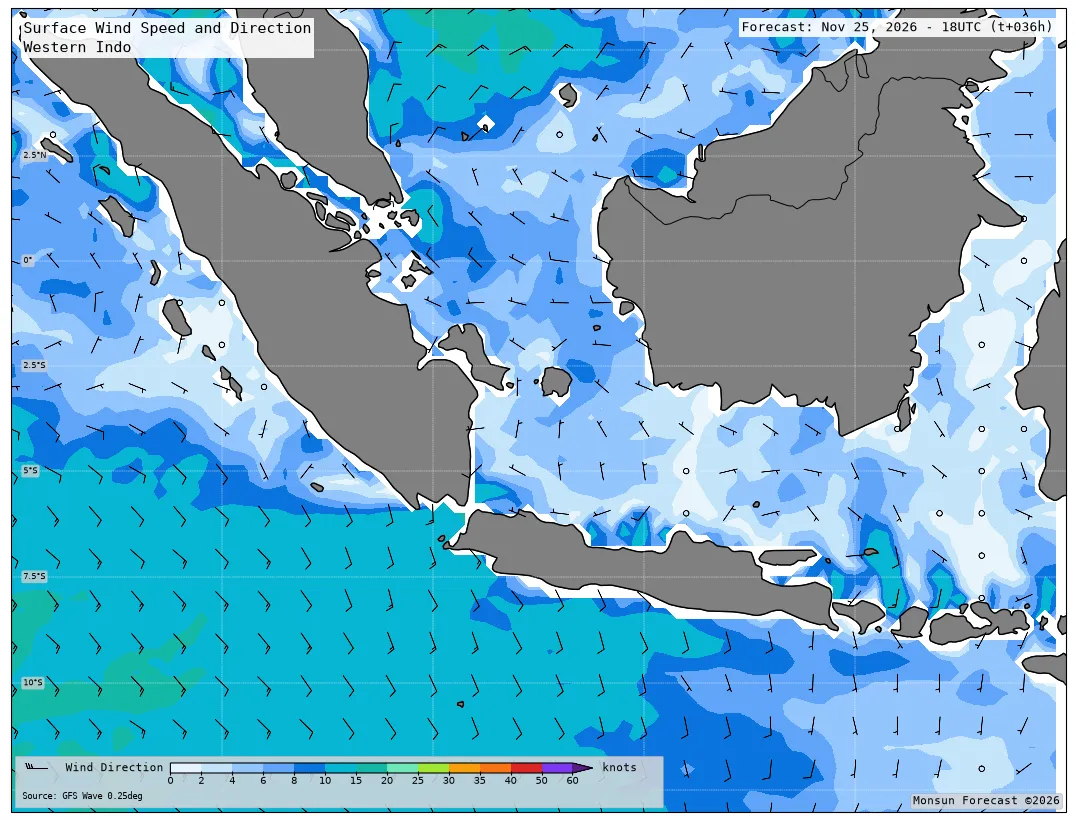 Surface Wind Speed and Direction
Western Indo
Forecast: Nov 25, 2026 - 18UTC (t+036h)
2.5°N
0°
2.5°S
5°S
7.5°S
10°S
Wind Direction
0 2 4 6 8 10 15 20 25 30 35 40 50 60
knots
Source: GFS Wave 0.25deg
Monsun Forecast ©2026